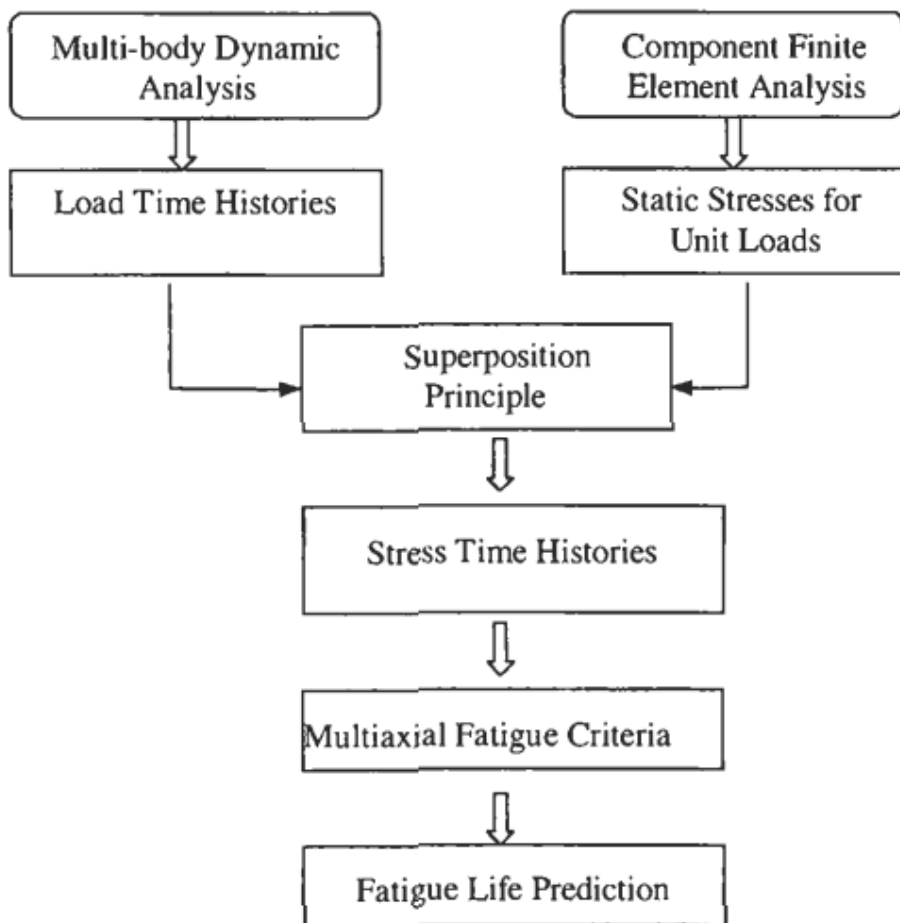 Multi-body Dynamic
Analysis
Component Finite
Element Analysis
Load Time Histories
Static Stresses for
Unit Loads
Superposition
Principle
Stress Time Histories
Multiaxial Fatigue Criteria
Fatigue Life Prediction